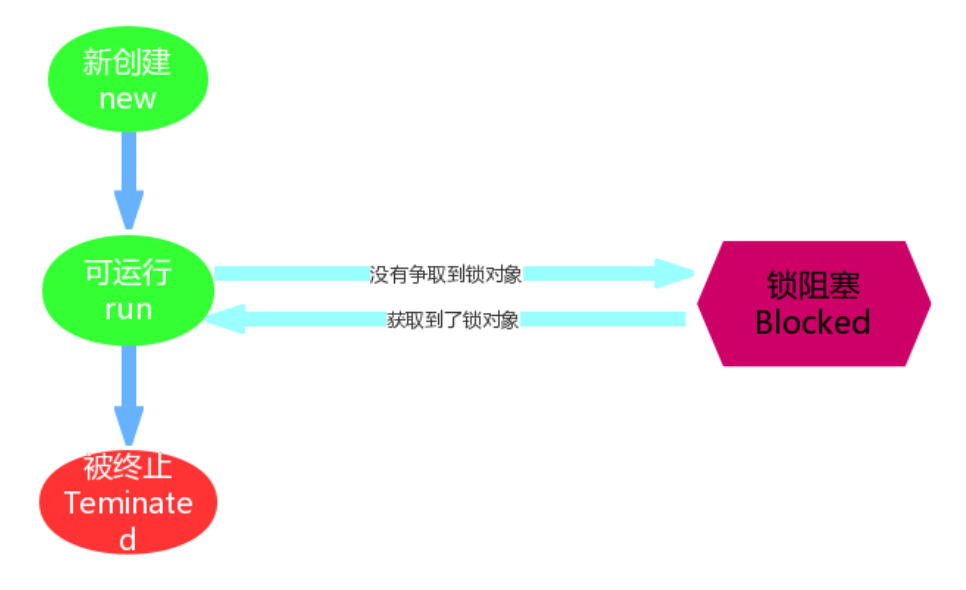 新创建
new
可运行
run
没有争取到锁对象
获取到了锁对象
锁阻塞
Blocked
被终止
Teminate
d